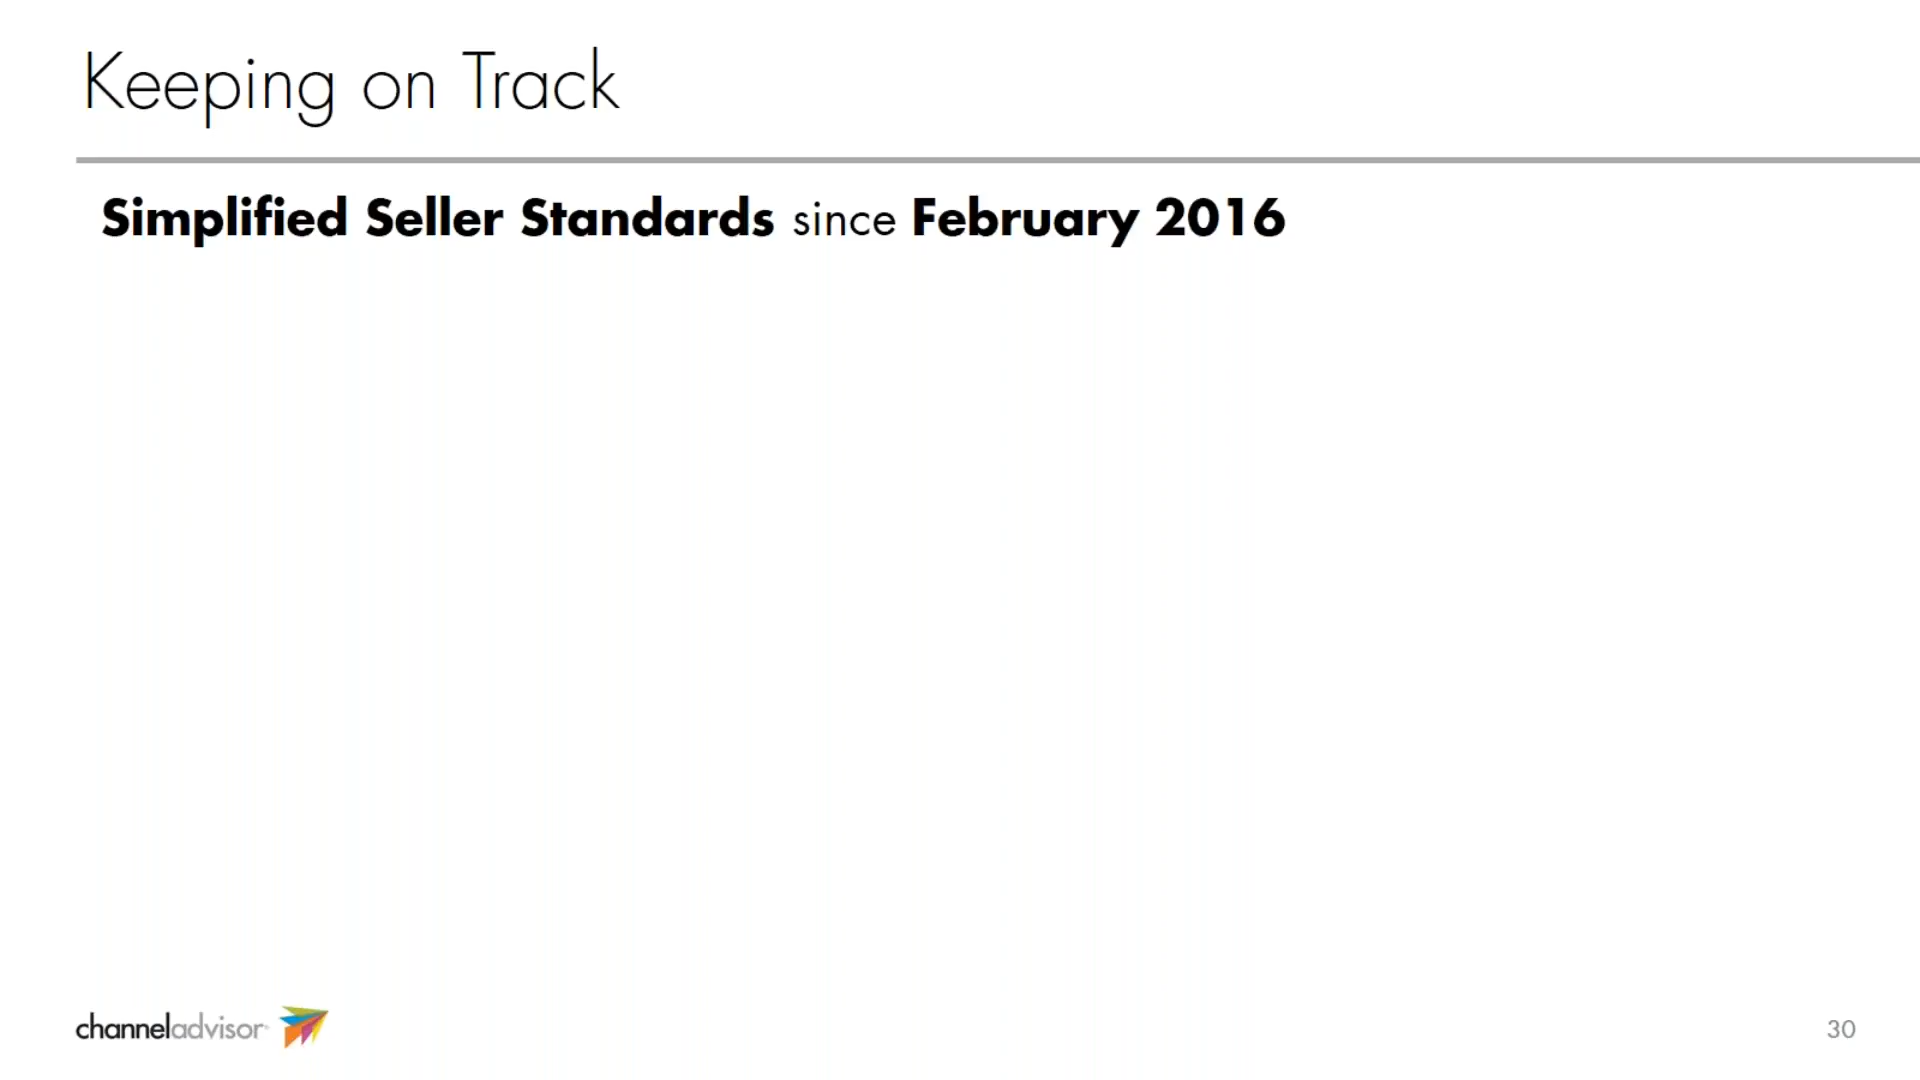 Keeping on Track
Simplified Seller Standards since February 2016
channeladvisor
30